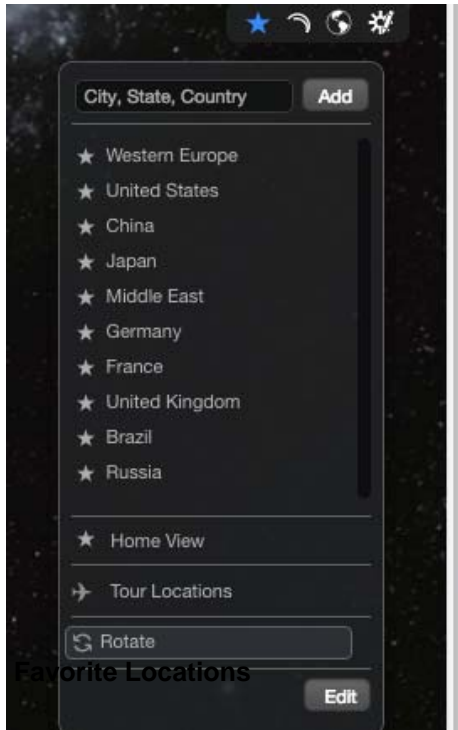 City, State, Country Add
Western Europe
United States
China
Japan
Middle East
Germany
France
United Kingdom
Brazil
Russia
Home View
Tour Locations
Rotate
Favorite Locations
Edit